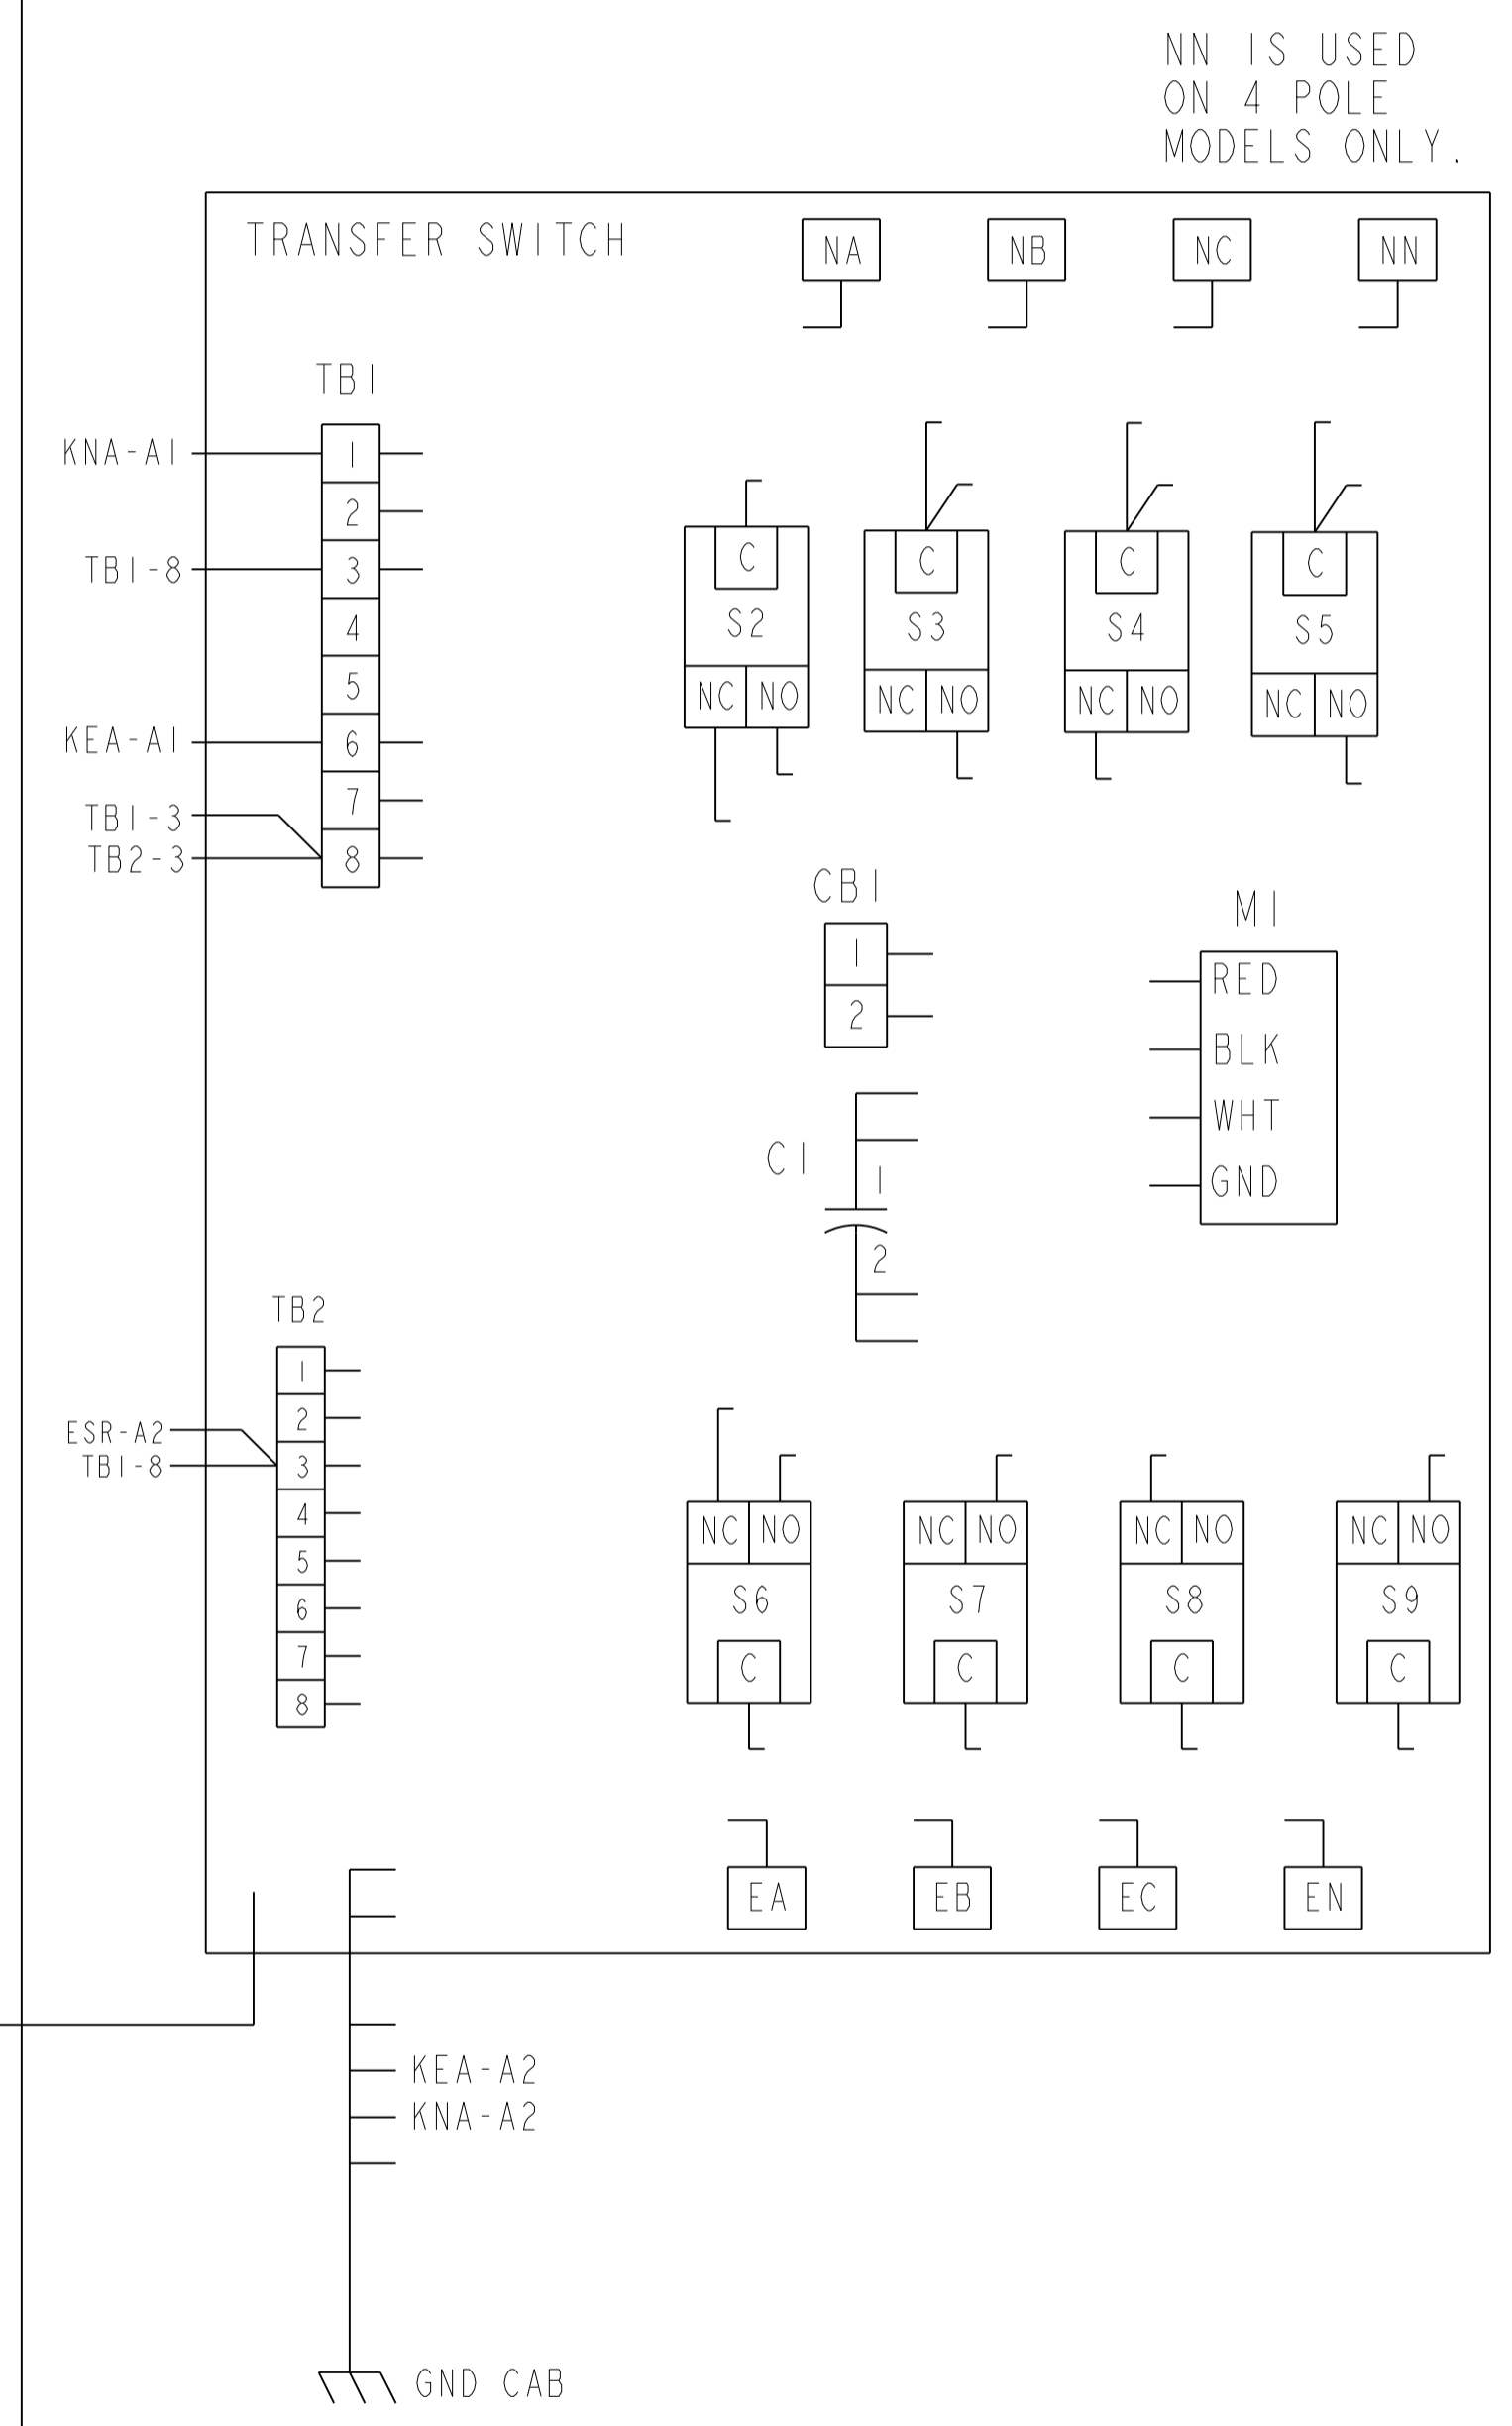 NN IS USED
ON 4 POLE
MODELS ONLY.
TRANSFER SWITCH
NA
NB
NC
NN
TB1
KNA-A1
1
2
TB1-8
3
4
5
KEA-A1
6
7
TB1-3
TB2-3
8
C
S2
NC NO
C
S3
NC NO
C
S4
NC NO
C
S5
NC NO
CB1
1
2
M1
RED
BLK
WHT
GND
C1
1
2
TB2
1
2
ESR-A2
TB1-8
3
4
5
6
7
8
NC NO
S6
C
NC NO
S7
C
NC NO
S8
C
NC NO
S9
C
EA
EB
EC
EN
KEA-A2
KNA-A2
GND CAB